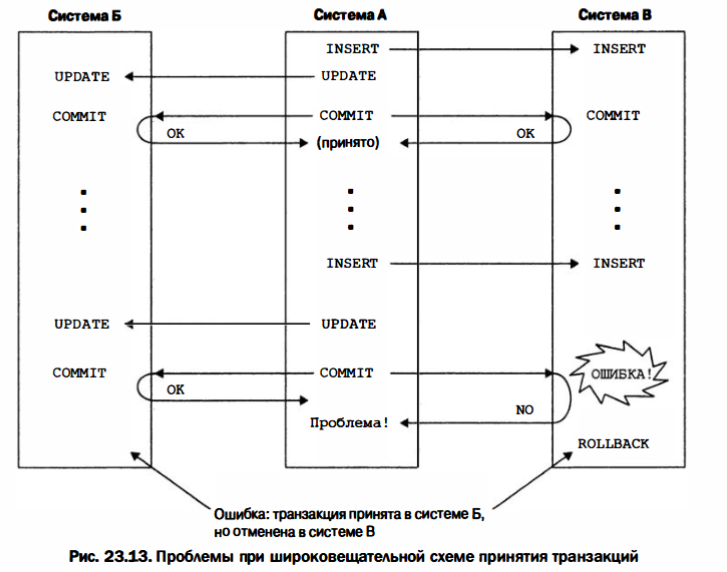 Система Б Система А Система В
INSERT INSERT
UPDATE UPDATE
COMMIT COMMIT COMMIT
OK (принято) OK
INSERT INSERT
UPDATE UPDATE
COMMIT COMMIT ОШИБКА!
OK
Проблема! NO
ROLLBACK
Ошибка: транзакция принята в системе Б,
но отменена в системе В
Рис. 23.13. Проблемы при широковещательной схеме принятия транзакций